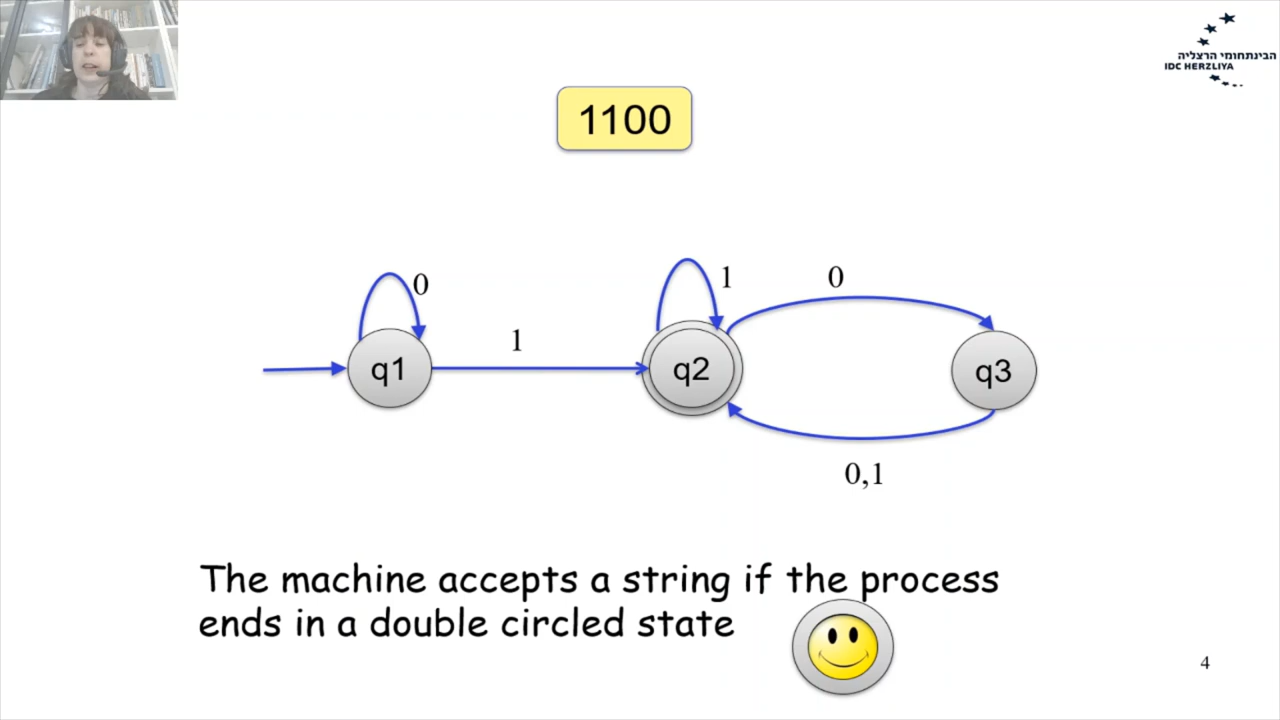 הבינתחומי הרצליה
IDC HERZLIYA
1100
0
1
1
0
q1
q2
q3
0,1
The machine accepts a string if the process
ends in a double circled state
4